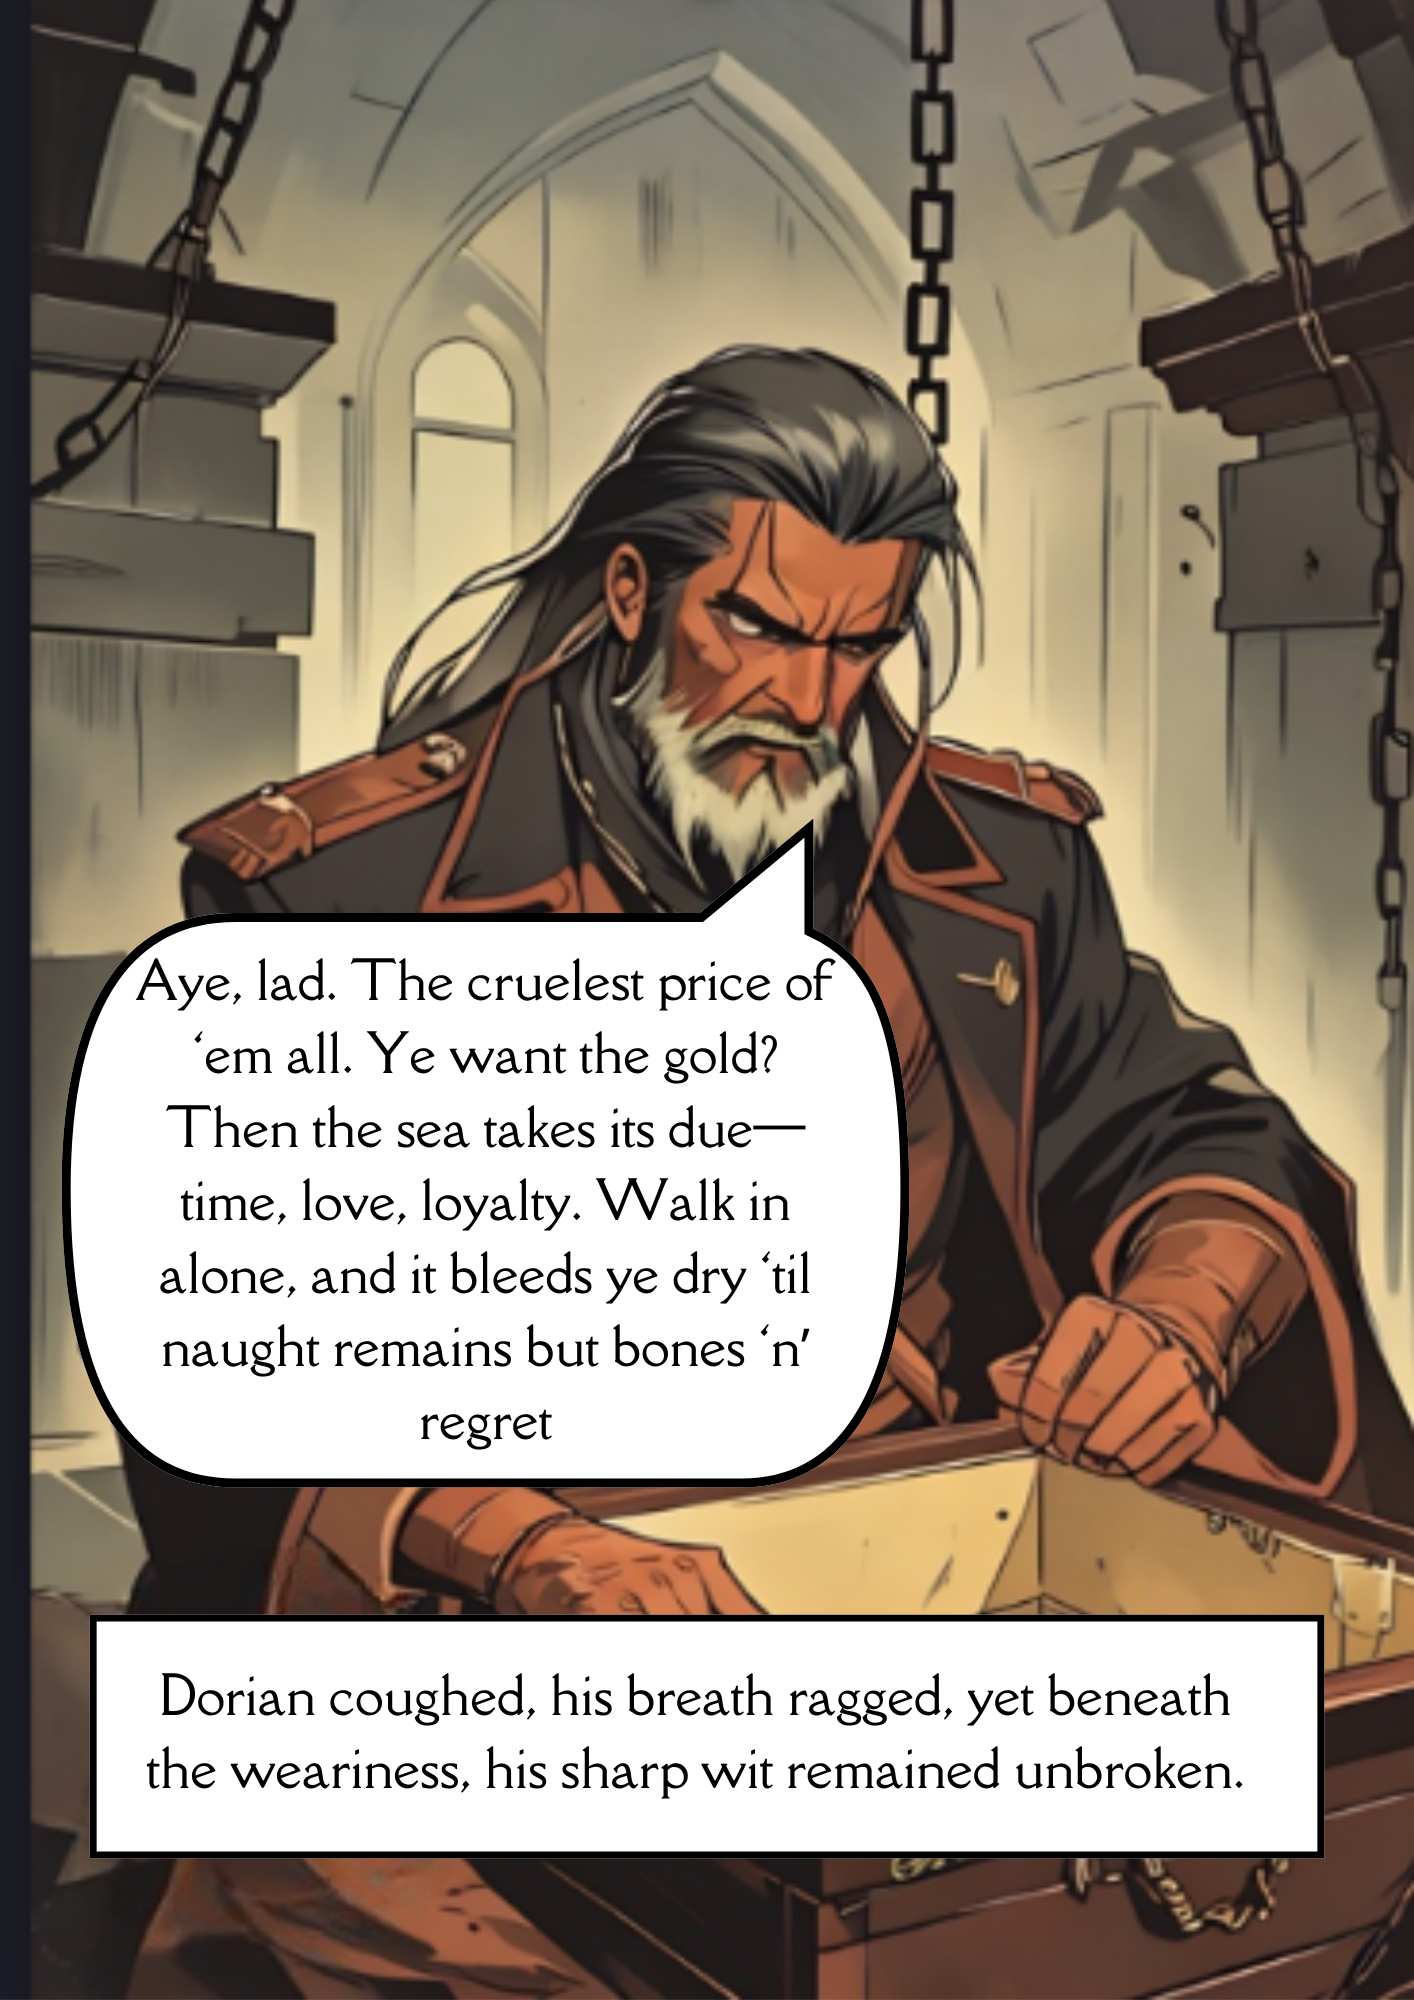 Aye, lad. The cruelest price of
‘em all. Ye want the gold?
Then the sea takes its due—
time, love, loyalty. Walk in
alone, and it bleeds ye dry ‘til
naught remains but bones ‘n'
regret
Dorian coughed, his breath ragged, yet beneath
the weariness, his sharp wit remained unbroken.